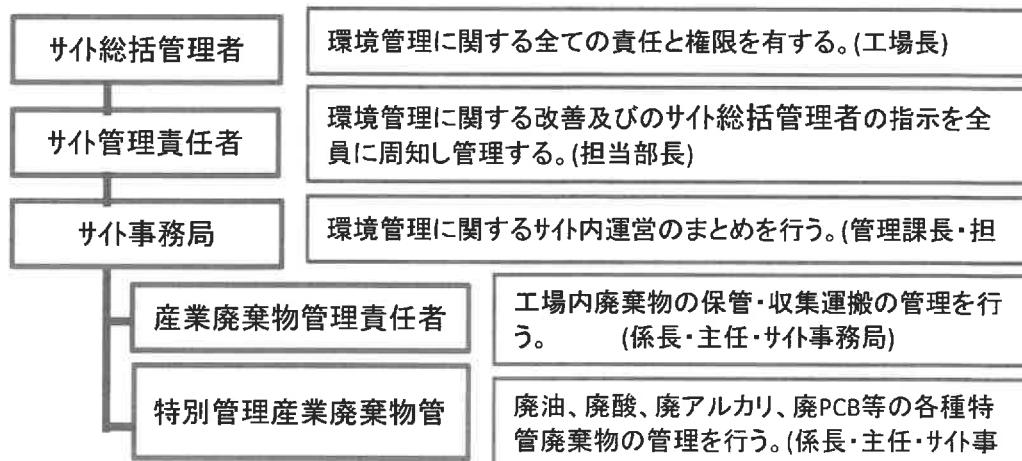 サイト総括管理者
環境管理に関する全ての責任と権限を有する。(工場長)
サイト管理責任者
環境管理に関する改善及びのサイト総括管理者の指示を全
員に周知し管理する。(担当部長)
サイト事務局
環境管理に関するサイト内運営のまとめを行う。(管理課長・担
産業廃棄物管理責任者
工場内廃棄物の保管・収集運搬の管理を行
う。 (係長・主任・サイト事務局)
特別管理産業廃棄物管
廃油、廃酸、廃アルカリ、廃PCB等の各種特
管廃棄物の管理を行う。(係長・主任・サイト事